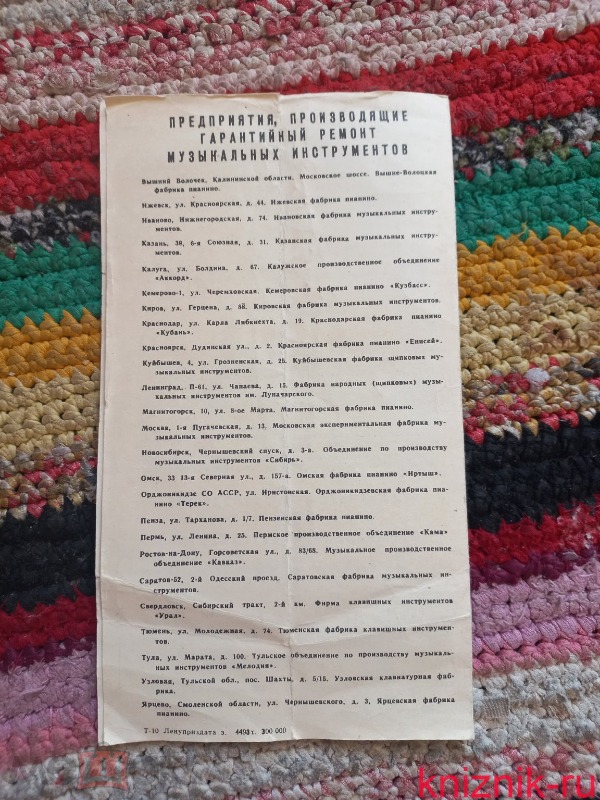 ПРЕДПРИЯТИЯ, ПРОИЗВОДЯЩИЕ
ГАРАНТИЙНЫЙ РЕМОНТ
МУЗЫКАЛЬНЫХ ИНСТРУМЕНТОВ
Вышний Волочек, Калининской области, Московское шоссе. Вышне-Волоцкая
фабрика пианино.
Ижевск, ул. Красноярская, д. 44. Ижевская фабрика пианино.
Иваново, Нижнегородская, д. 74. Ивановская фабрика музыкальных инстру-
ментов.
Казань, 39, 6-я Союзная, д. 31. Казанская фабрика музыкальных инстру-
ментов.
Калуга, ул. Болдина, д. 67. Калужское производственное объединение
«Аккорд».
Кемерово-1, ул. Черемховская. Кемеровская фабрика пианино «Кузбасс».
Киров, ул. Герцена, д. 58. Кировская фабрика музыкальных инструментов.
Краснодар, ул. Карла Либкнехта, д. 19. Краснодарская фабрика пианино
«Кубань».
Красноярск, Дудинская ул., д. 2. Красноярская фабрика пианино «Енисей».
Куйбышев, 4, ул. Грозненская, д. 25. Куйбышевская фабрика щипковых му-
зыкальных инструментов.
Ленинград, П-61, ул. Чапаева, д. 15. Фабрика народных (щипковых) музы-
кальных инструментов им. Луначарского.
Магнитогорск, 10, ул. 8-ое Марта. Магнитогорская фабрика пианино.
Москва, 1-я Пугачевская, д. 13. Московская экспериментальная фабрика му-
зыкальных инструментов.
Новосибирск, Чернышевский спуск, д. 3-а. Объединение по производству
музыкальных инструментов «Сибирь».
Омск, 33 13-я Северная ул., д. 157-а. Омская фабрика пианино «Иртыш».
Орджоникидзе СО АССР, ул. Иристонская. Орджоникидзевская фабрика пиа-
нино «Терек».
Пенза, ул. Тарханова, д. 1/7. Пензенская фабрика пианино.
Пермь, ул. Ленина, д. 25. Пермское производственное объединение «Кама»
Ростов-на-Дону, Горсоветская ул., д. 83/68. Музыкальное производственное
объединение «Кавказ».
Саратов-52, 2-й Одесский проезд. Саратовская фабрика музыкальных ин-
струментов.
Свердловск, Сибирский тракт, 2-й км. Фирма клавишных инструментов
«Урал».
Тюмень, ул. Молодежная, д. 74. Тюменская фабрика клавишных инструмен-
тов.
Тула, ул. Марата, д. 100. Тульское объединение по производству музыкаль-
ных инструментов «Мелодия».
Узловая, Тульской обл., пос. Шахты, д. 5/15. Узловская клавиатурная фаб-
рика.
Ярцево, Смоленской области, ул. Чернышевского, д. 3, Ярцевская фабрика
пианино.
Т-10 Ленуприздата з. 4493 т. 300 000
kniznik-ru